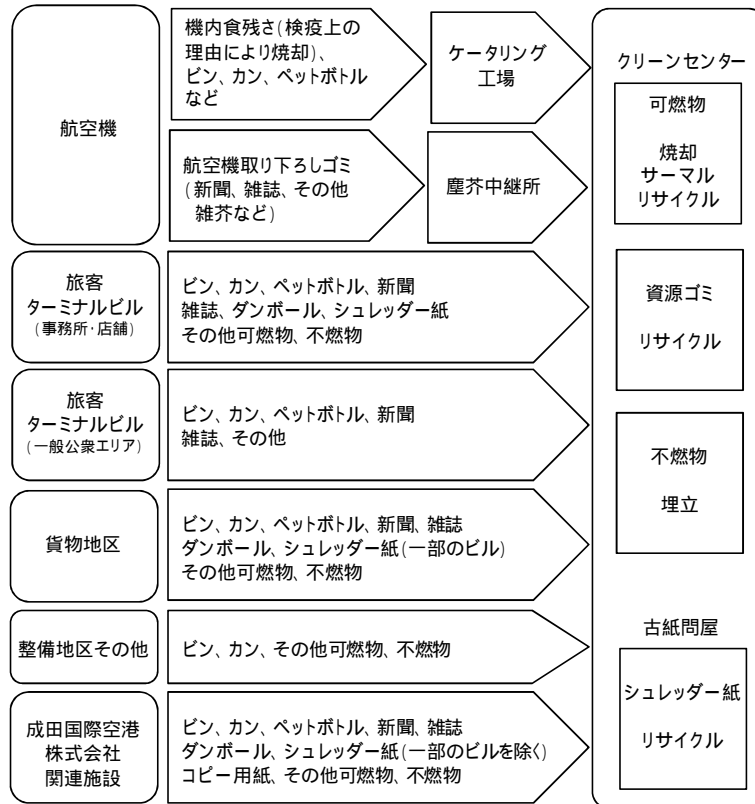 航空機
機内食残さ(検疫上の
理由により焼却)、
ビン、カン、ペットボトル
など
ケータリング
工場
航空機取り下ろしゴミ
(新聞、雑誌、その他
雑芥など)
塵芥中継所
旅客
ターミナルビル
(事務所・店舗)
ビン、カン、ペットボトル、新聞
雑誌、ダンボール、シュレッダー紙
その他可燃物、不燃物
旅客
ターミナルビル
(一般公衆エリア)
ビン、カン、ペットボトル、新聞
雑誌、その他
貨物地区
ビン、カン、ペットボトル、新聞、雑誌
ダンボール、シュレッダー紙(一部のビル)
その他可燃物、不燃物
整備地区その他
ビン、カン、その他可燃物、不燃物
成田国際空港
株式会社
関連施設
ビン、カン、ペットボトル、新聞、雑誌
ダンボール、シュレッダー紙(一部のビルを除く)
コピー用紙、その他可燃物、不燃物
クリーンセンター
可燃物
焼却
サーマル
リサイクル
資源ゴミ
リサイクル
不燃物
埋立
古紙問屋
シュレッダー紙
リサイクル